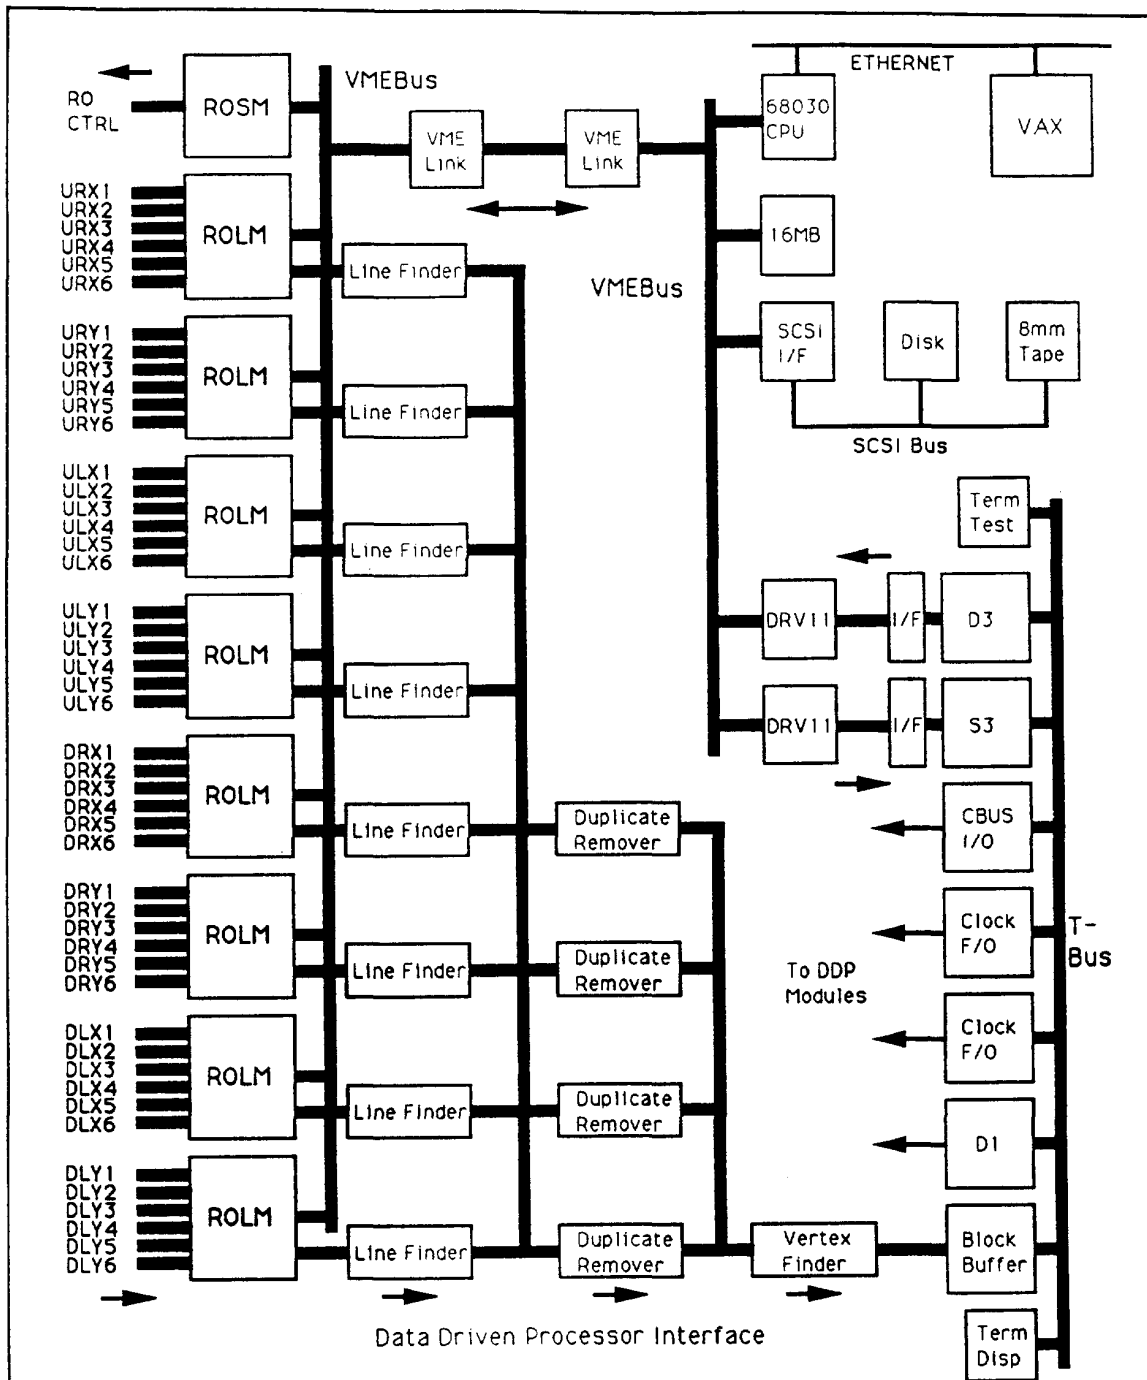 ETHERNET
VMEBus
RO
CTRL
ROSM
VME
Link
VME
Link
68030
CPU
VAX
URX1
URX2
URX3
URX4
URX5
URX6
ROLM
Line Finder
16MB
VMEBus
URY1
URY2
URY3
URY4
URY5
URY6
ROLM
Line Finder
SCSI
I/F
Disk
8mm
Tape
SCSI Bus
ULX1
ULX2
ULX3
ULX4
ULX5
ULX6
ROLM
Line Finder
Term
Test
ULY1
ULY2
ULY3
ULY4
ULY5
ULY6
ROLM
Line Finder
DRV11
I/F
D3
DRV11
I/F
S3
DRX1
DRX2
DRX3
DRX4
DRX5
DRX6
ROLM
Line Finder
Duplicate
Remover
CBUS
I/O
DRY1
DRY2
DRY3
DRY4
DRY5
DRY6
ROLM
Line Finder
Duplicate
Remover
To DDP
Modules
Clock
F/O
T-
Bus
DLX1
DLX2
DLX3
DLX4
DLX5
DLX6
ROLM
Line Finder
Duplicate
Remover
Clock
F/O
D1
DLY1
DLY2
DLY3
DLY4
DLY5
DLY6
ROLM
Line Finder
Duplicate
Remover
Vertex
Finder
Block
Buffer
Term
Disp
Data Driven Processor Interface